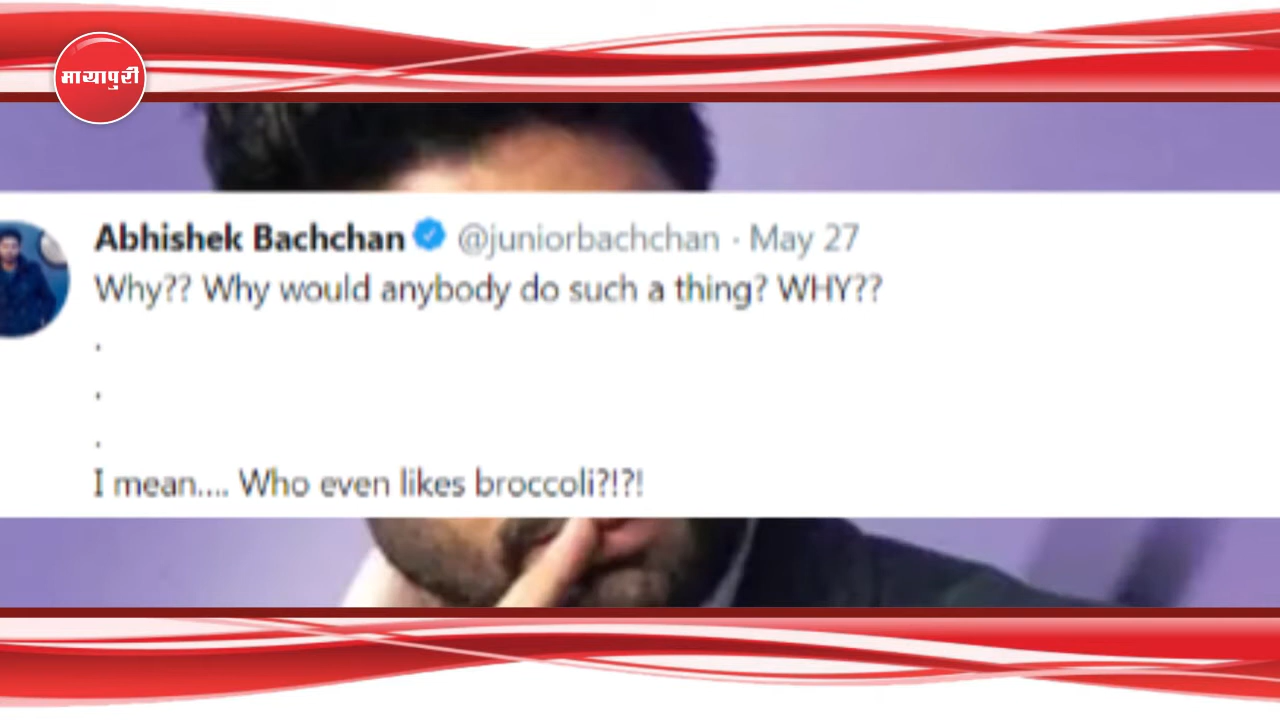 मायापुरी
Abhishek Bachchan @juniorbachchan · May 27
Why?? Why would anybody do such a thing? WHY??
.
.
.
I mean.... Who even likes broccoli?!?!